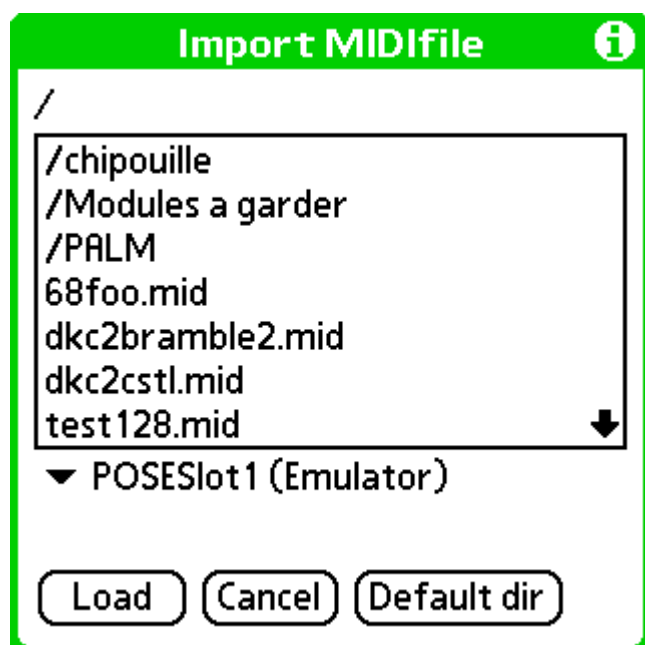 Import MIDIfile
/
/chipouille
/Modules a garder
/PALM
68foo.mid
dkc2bramble2.mid
dkc2cstl.mid
test128.mid
POSESlot1 (Emulator)
Load Cancel Default dir